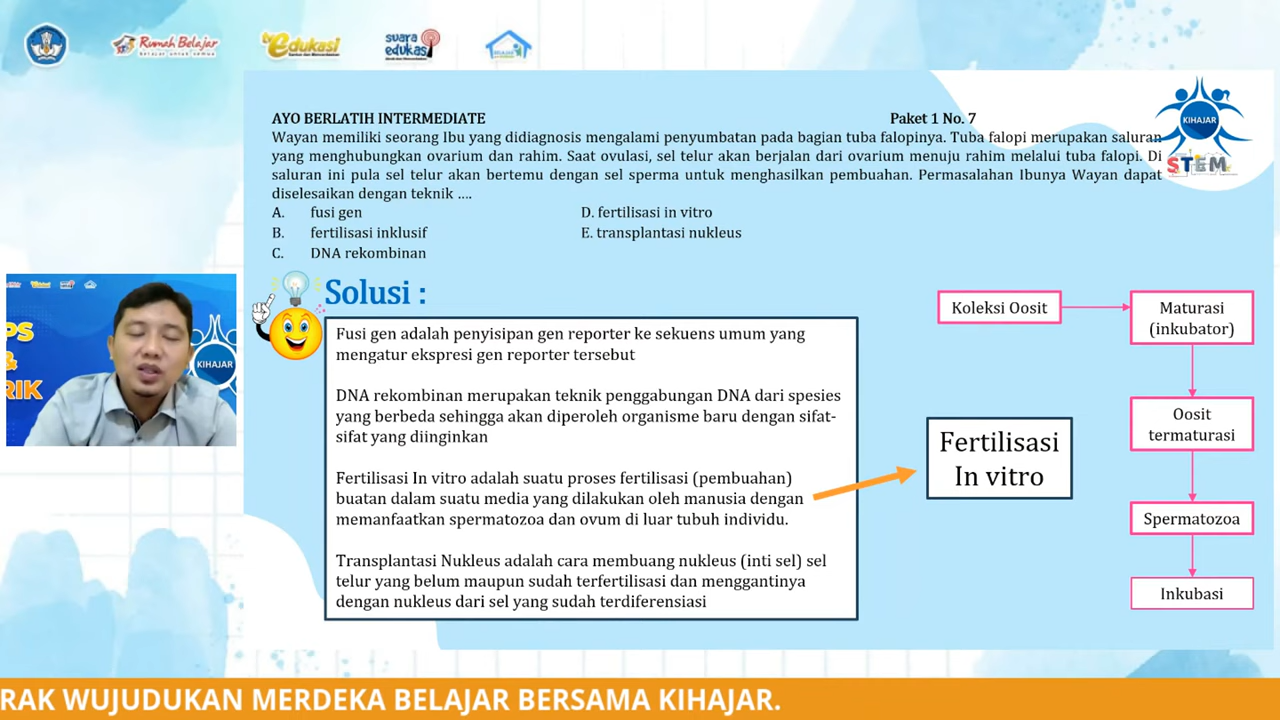 Rumah Belajar
belajar untuk semua
tv edukasi
suara
edukasi
AYO BERLATIH INTERMEDIATE
Paket 1 No. 7
Wayan memiliki seorang Ibu yang didiagnosis mengalami penyumbatan pada bagian tuba falopinya. Tuba falopi merupakan saluran
yang menghubungkan ovarium dan rahim. Saat ovulasi, sel telur akan berjalan dari ovarium menuju rahim melalui tuba falopi. Di
saluran ini pula sel telur akan bertemu dengan sel sperma untuk menghasilkan pembuahan. Permasalahan Ibunya Wayan dapat
diselesaikan dengan teknik ....
A. fusi gen
B. fertilisasi inklusif
C. DNA rekombinan
D. fertilisasi in vitro
E. transplantasi nukleus
KIHAJAR
STEM
Solusi :
Fusi gen adalah penyisipan gen reporter ke sekuens umum yang
mengatur ekspresi gen reporter tersebut
DNA rekombinan merupakan teknik penggabungan DNA dari spesies
yang berbeda sehingga akan diperoleh organisme baru dengan sifat-
sifat yang diinginkan
Fertilisasi In vitro adalah suatu proses fertilisasi (pembuahan)
buatan dalam suatu media yang dilakukan oleh manusia dengan
memanfaatkan spermatozoa dan ovum di luar tubuh individu.
Transplantasi Nukleus adalah cara membuang nukleus (inti sel) sel
telur yang belum maupun sudah terfertilisasi dan menggantinya
dengan nukleus dari sel yang sudah terdiferensiasi
Fertilisasi
In vitro
Koleksi Oosit
Maturasi
(inkubator)
Oosit
termaturasi
Spermatozoa
Inkubasi
PS
&
RIK
KIHAJAR
RAK WUJUDUKAN MERDEKA BELAJAR BERSAMA KIHAJAR.